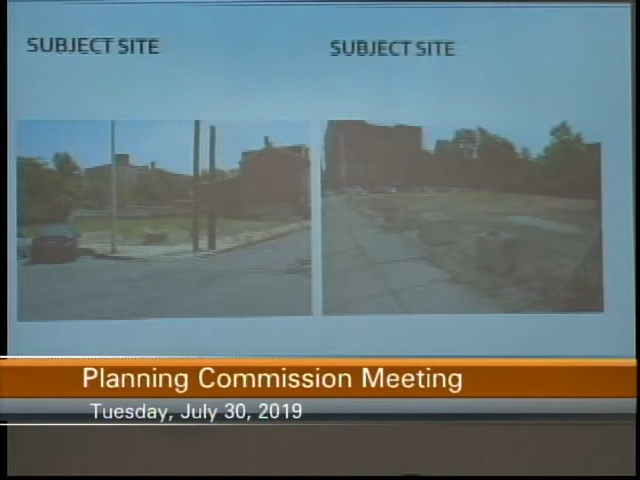 SUBJECT SITE
SUBJECT SITE
Planning Commission Meeting
Tuesday, July 30, 2019